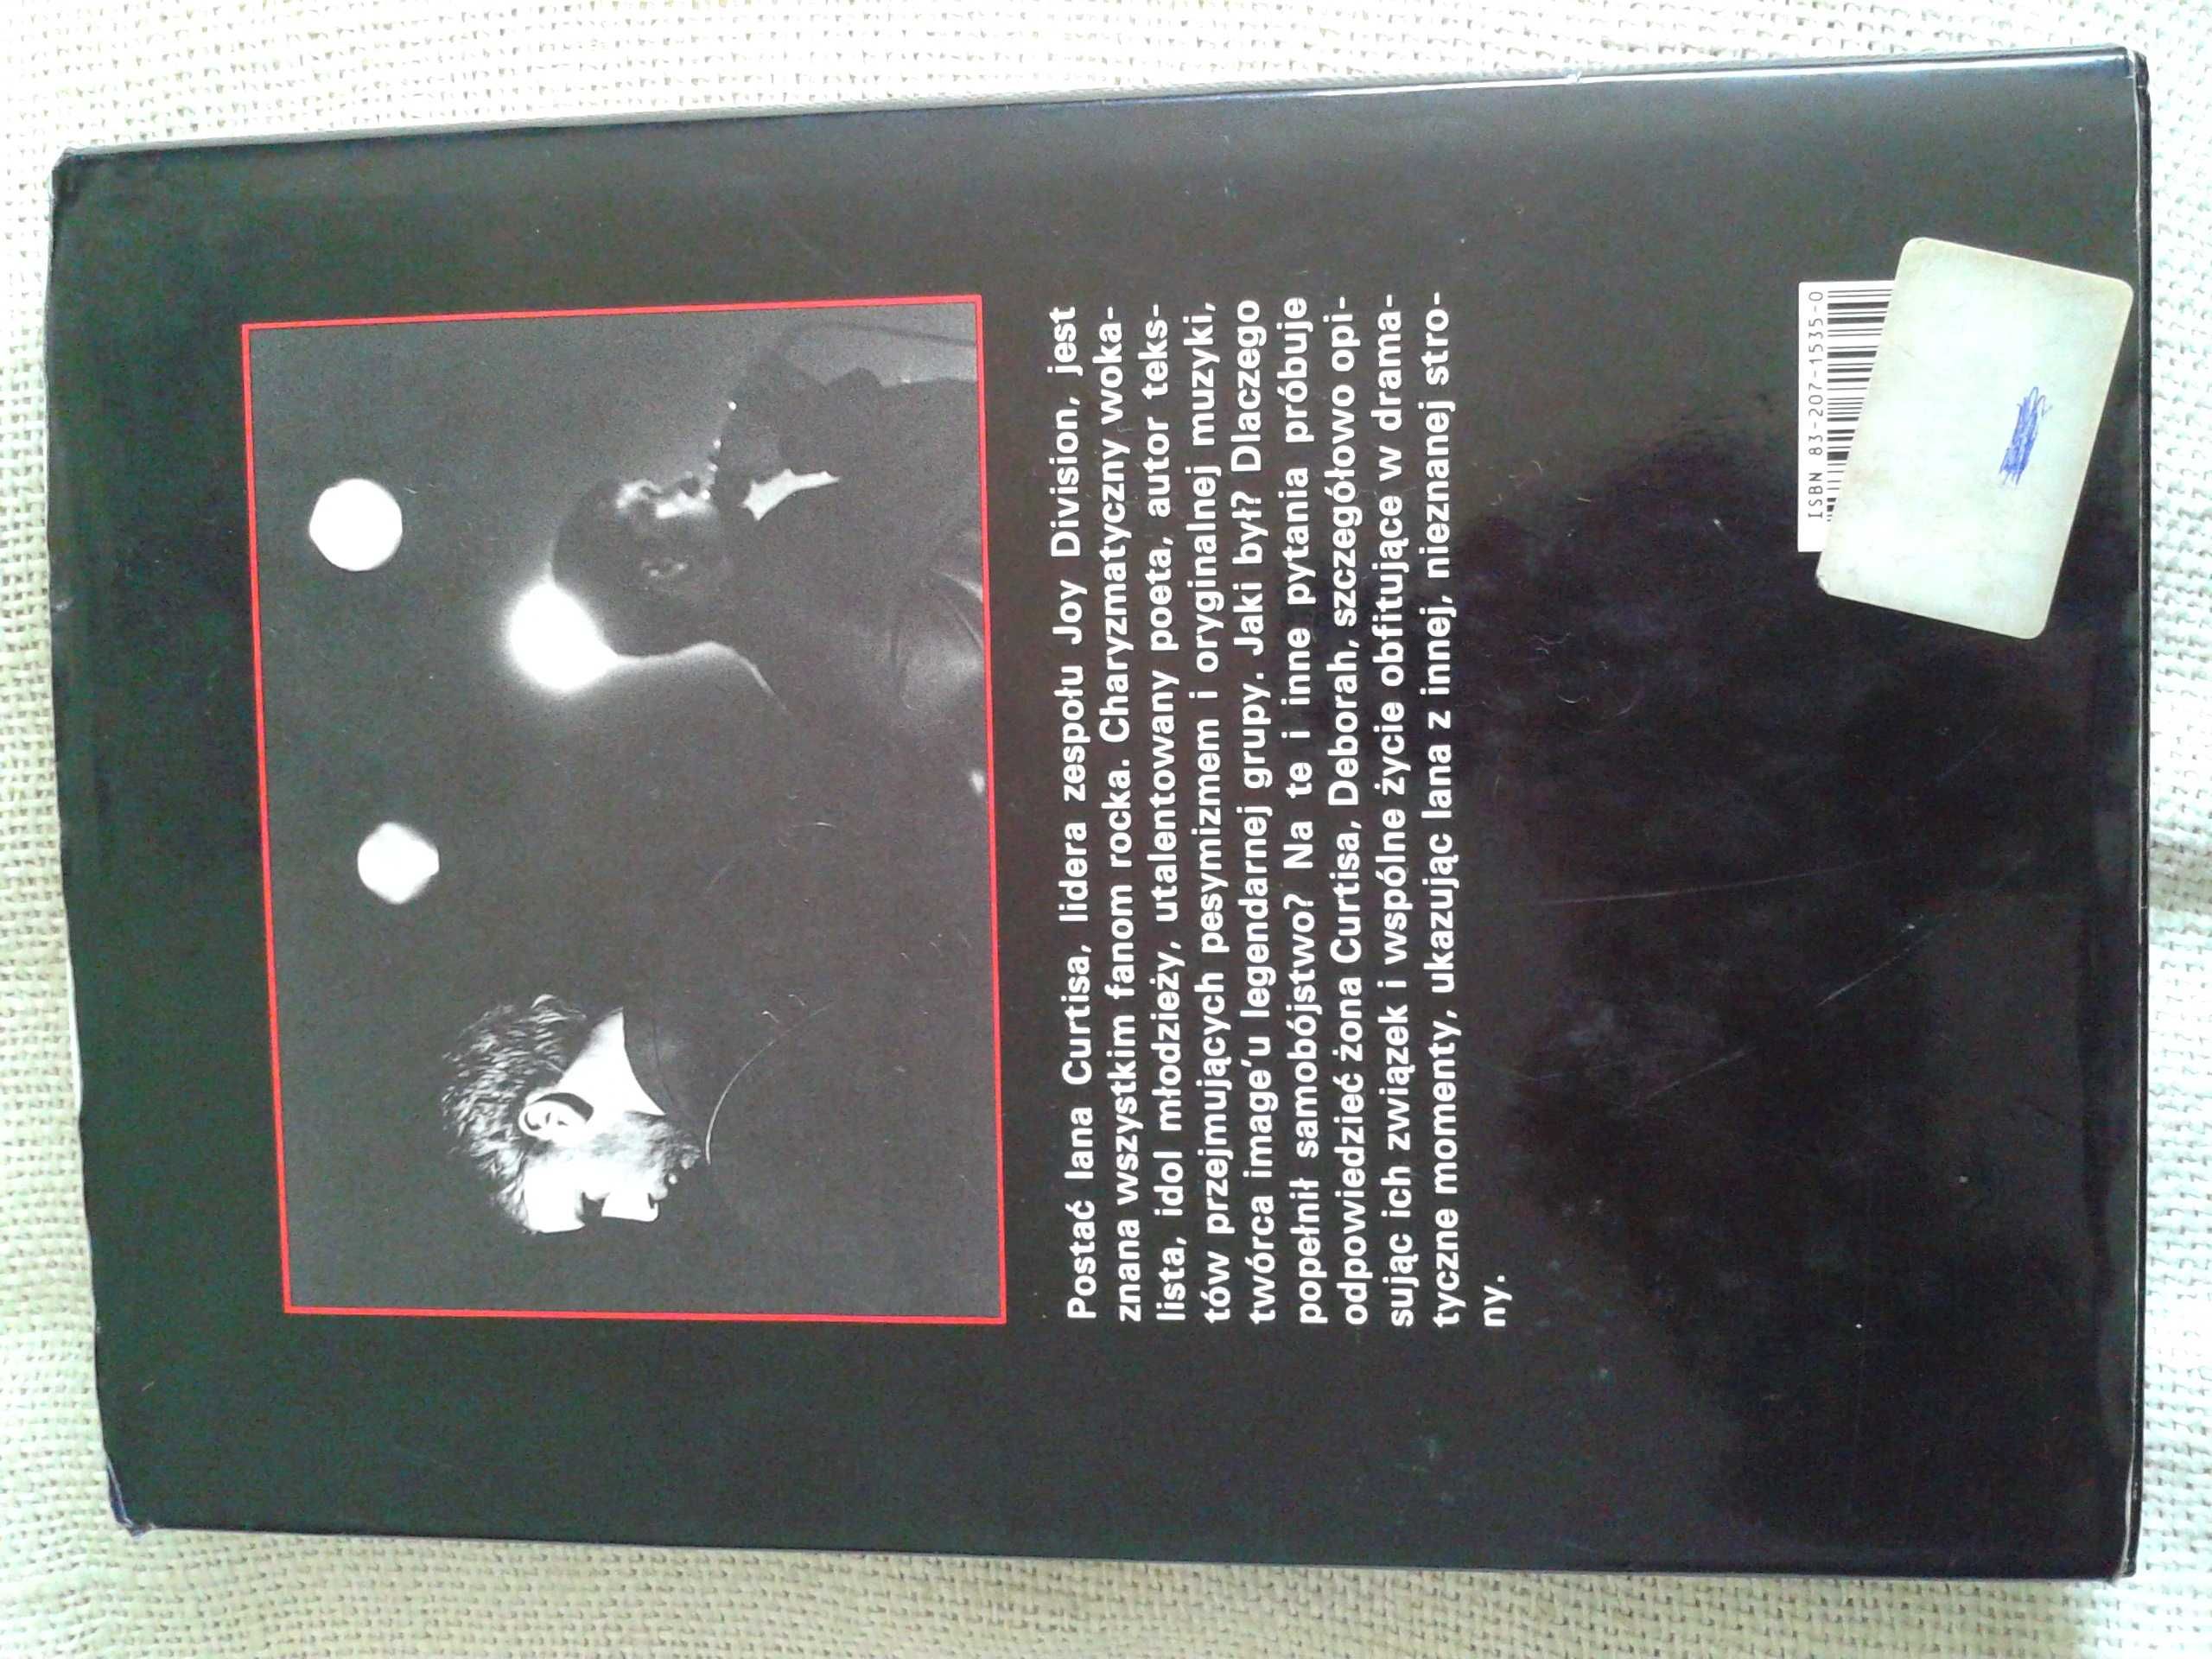 Postać Iana Curtisa, lidera zespołu Joy Division, jest
znana wszystkim fanom rocka. Charyzmatyczny woka-
lista, idol młodzieży, utalentowany poeta, autor teks-
tów przejmujących pesymizmem i oryginalnej muzyki,
twórca image'u legendarnej grupy. Jaki był? Dlaczego
popełnił samobójstwo? Na te i inne pytania próbuje
odpowiedzieć żona Curtisa, Deborah, szczegółowo opi-
sując ich związek i wspólne życie obfitujące w drama-
tyczne momenty, ukazując Iana z innej, nieznanej stro-
ny.
ISBN 83-207-1535-0